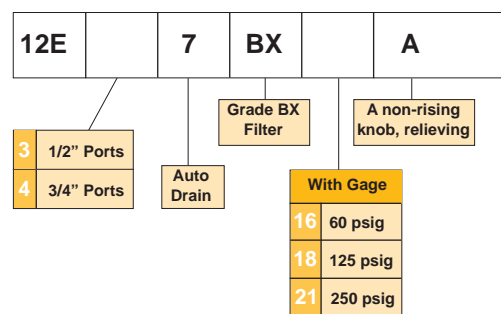 12E 7 BX A
Grade BX
Filter
A non-rising
knob, relieving
3 1/2” Ports
4 3/4” Ports
Auto
Drain
With Gage
16 60 psig
18 125 psig
21 250 psig